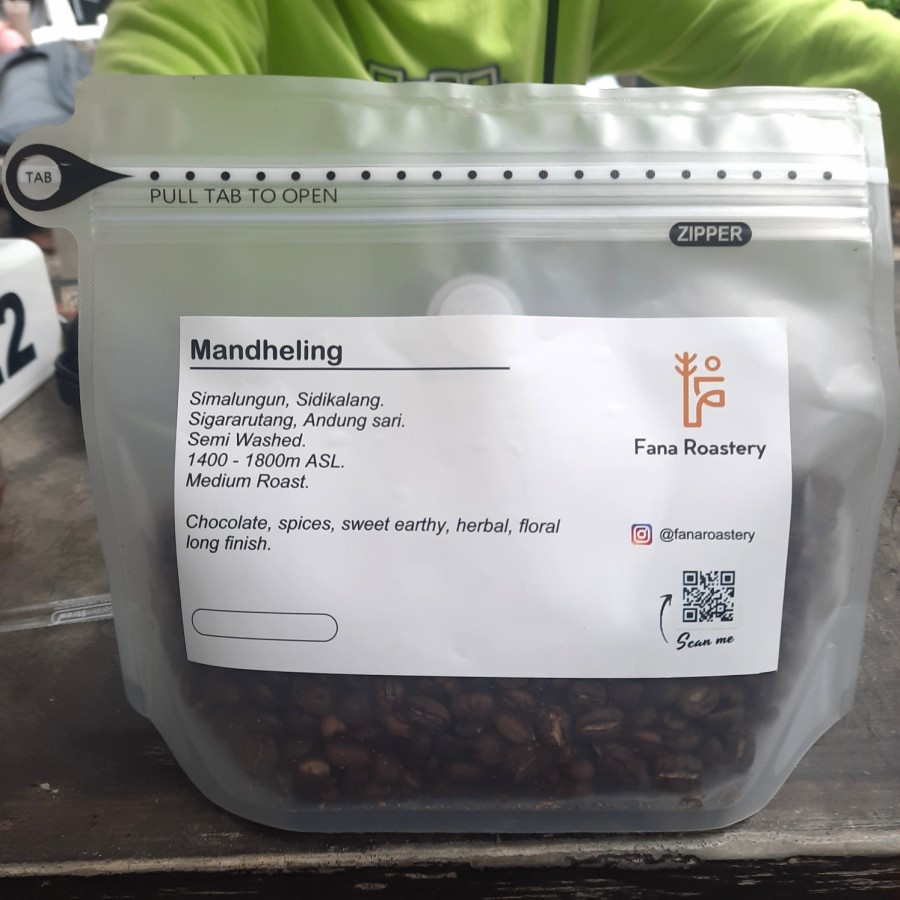 TAB
PULL TAB TO OPEN
ZIPPER
2
Mandheling
Simalungun, Sidikalang.
Sigararutang, Andung sari.
Semi Washed.
1400 - 1800m ASL.
Medium Roast.
Chocolate, spices, sweet earthy, herbal, floral
long finish.
Fana Roastery
@fanaroastery
Scan me